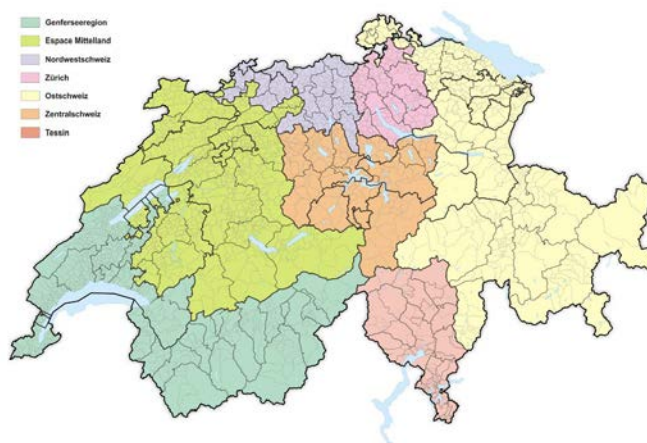 Genferseeregion
Espace Mittelland
Nordwestschweiz
Zürich
Ostschweiz
Zentralschweiz
Tessin